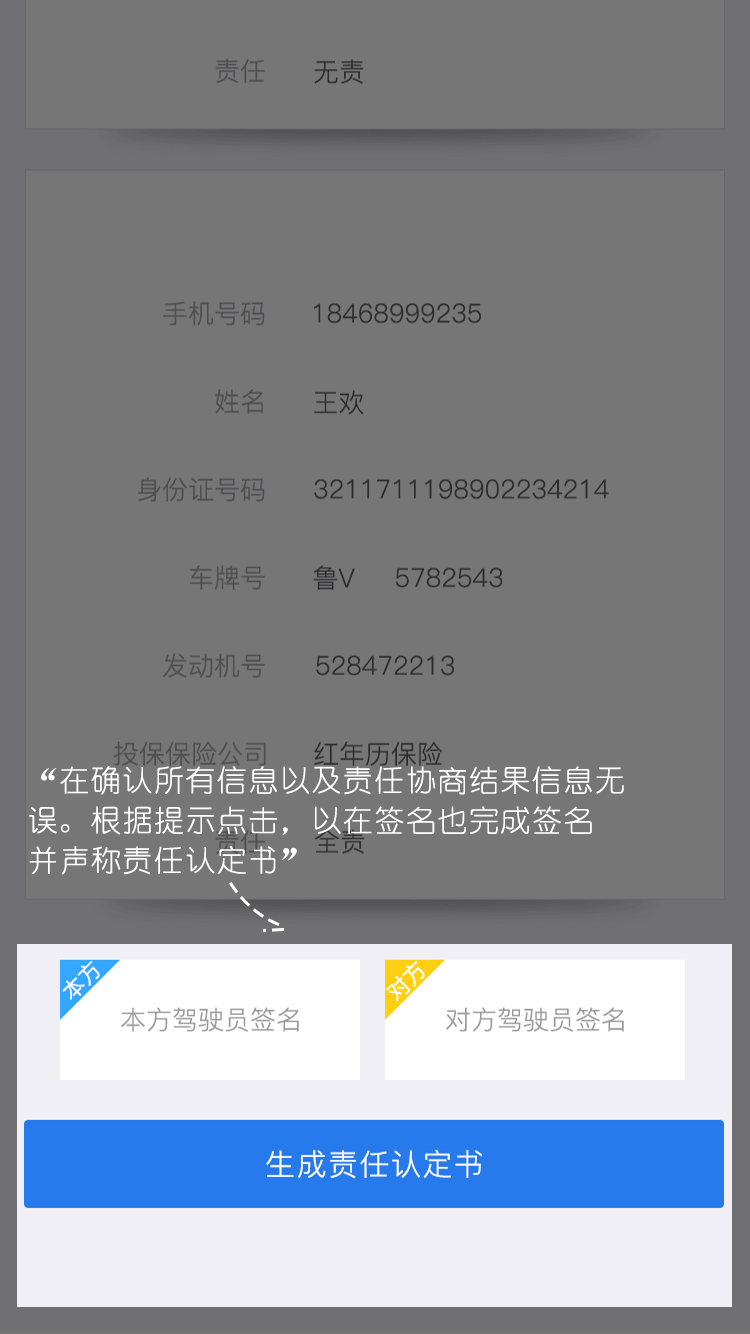 责任 无责
手机号码 18468999235
姓名 王欢
身份证号码 3211711198902234214
车牌号 鲁V 5782543
发动机号 528472213
投保保险公司 红年历保险
“在确认所有信息以及责任协商结果信息无
误。根据提示点击，以在签名也完成签名
责任 全责
并声称责任认定书”
本方 本方驾驶员签名
对方 对方驾驶员签名
生成责任认定书